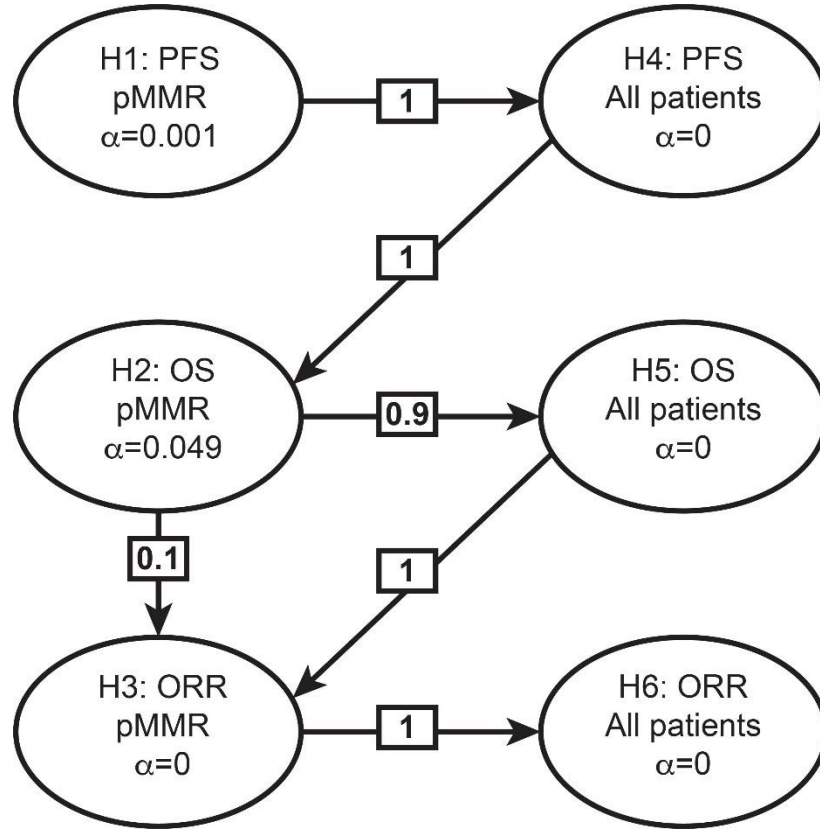 H1: PFS
pMMR
α=0.001
1
H4: PFS
All patients
α=0
1
H2: OS
pMMR
α=0.049
0.9
H5: OS
All patients
α=0
0.1
1
H3: ORR
pMMR
α=0
1
H6: ORR
All patients
α=0